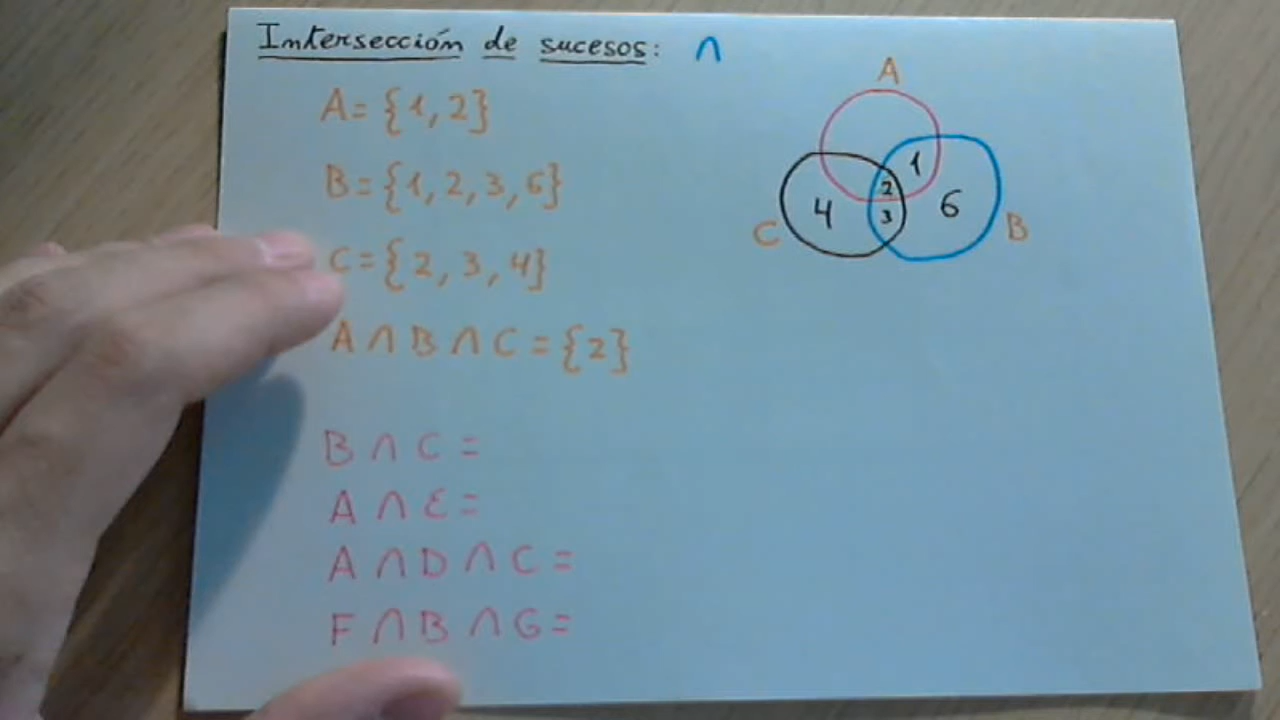 Intersección de sucesos: ∩
A = {1, 2}
B = {1, 2, 3, 6}
C = {2, 3, 4}
A ∩ B ∩ C = {2}
B ∩ C =
A ∩ E =
A ∩ D ∩ C =
F ∩ B ∩ G =
A
1
2
4
3
6
C
B